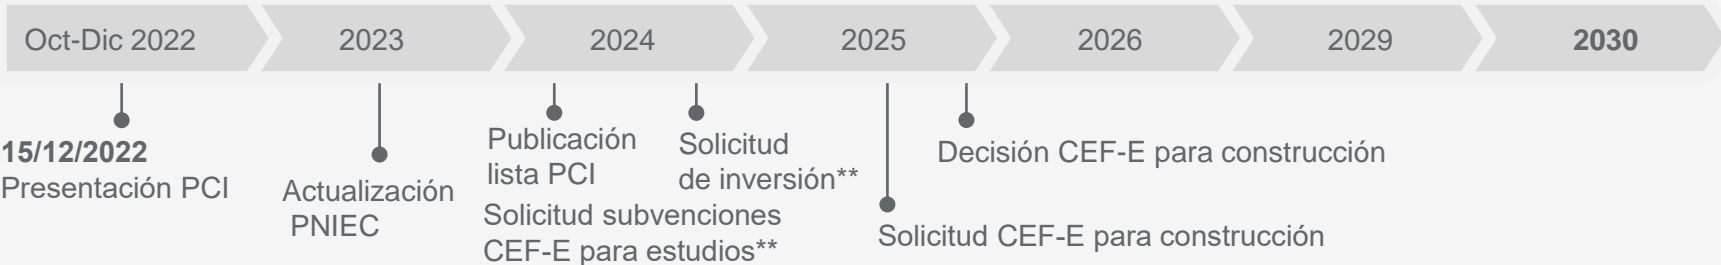 Oct-Dic 2022
2023
2024
2025
2026
2029
2030
15/12/2022
Presentación PCI
Actualización
PNIEC
Publicación
lista PCI
Solicitud subvenciones
CEF-E para estudios**
Solicitud
de inversión**
Decisión CEF-E para construcción
Solicitud CEF-E para construcción